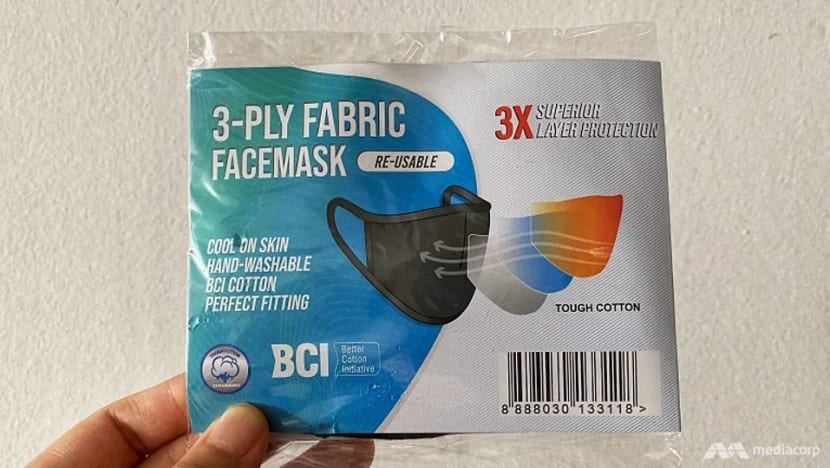 3-PLY FABRIC
FACEMASK RE-USABLE
3X SUPERIOR
LAYER PROTECTION
COOL ON SKIN
HAND-WASHABLE
BCI COTTON
PERFECT FITTING
TOUGH COTTON
BCI Better
Cotton
Initiative
8 888030 133118 >
mediacorp